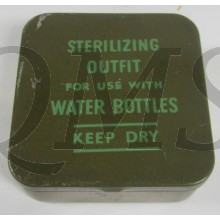 STERILIZING
OUTFIT
FOR USE WITH
WATER BOTTLES
KEEP DRY